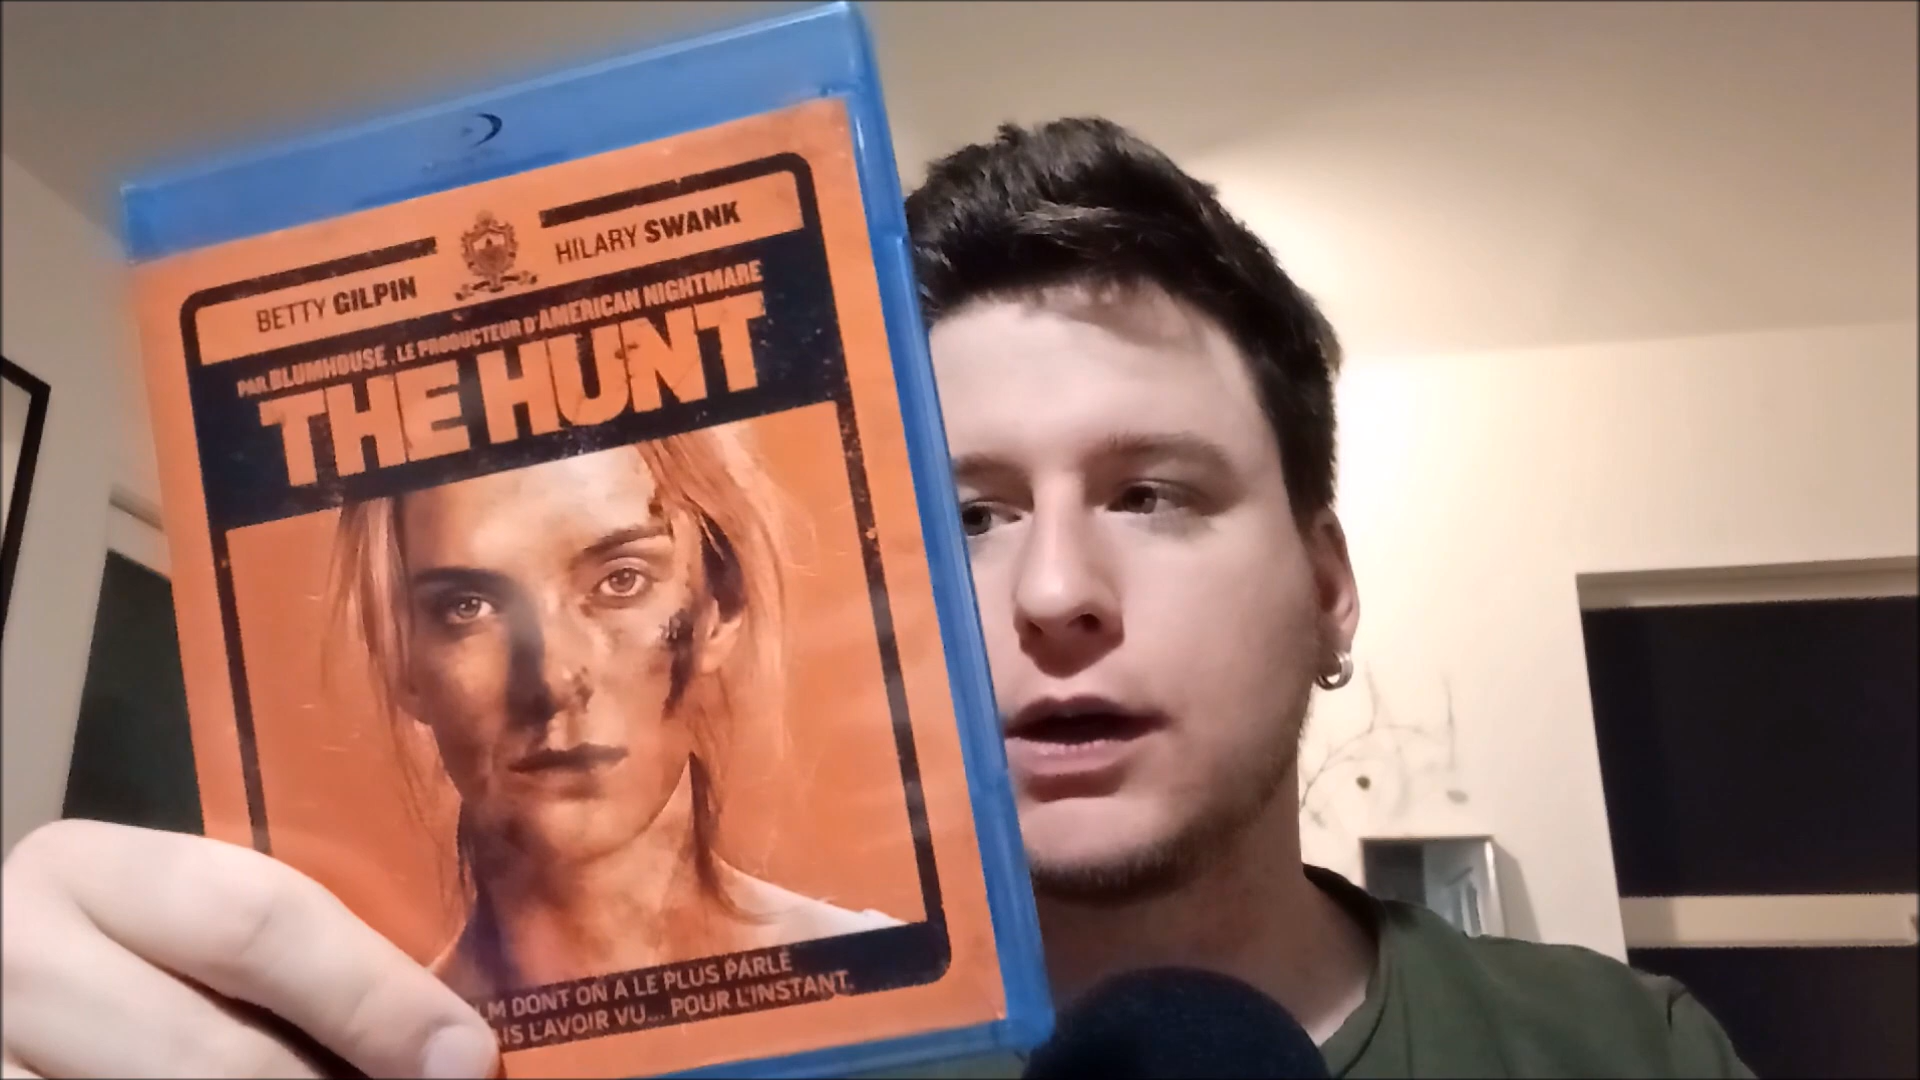 BETTY GILPIN
HILARY SWANK
PAR BLUMHOUSE, LE PRODUCTEUR D'AMERICAN NIGHTMARE
THE HUNT
DONT ON A LE PLUS PARLÉ
L'AVOIR VU... POUR L'INSTANT.